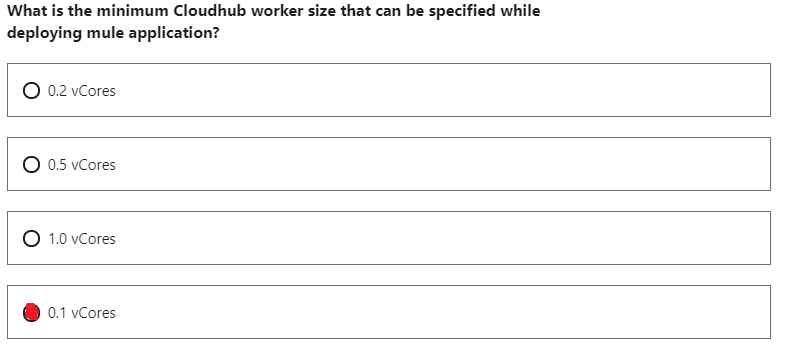 What is the minimum Cloudhub worker size that can be specified while
deploying mule application?
0.2 vCores
0.5 vCores
1.0 vCores
0.1 vCores